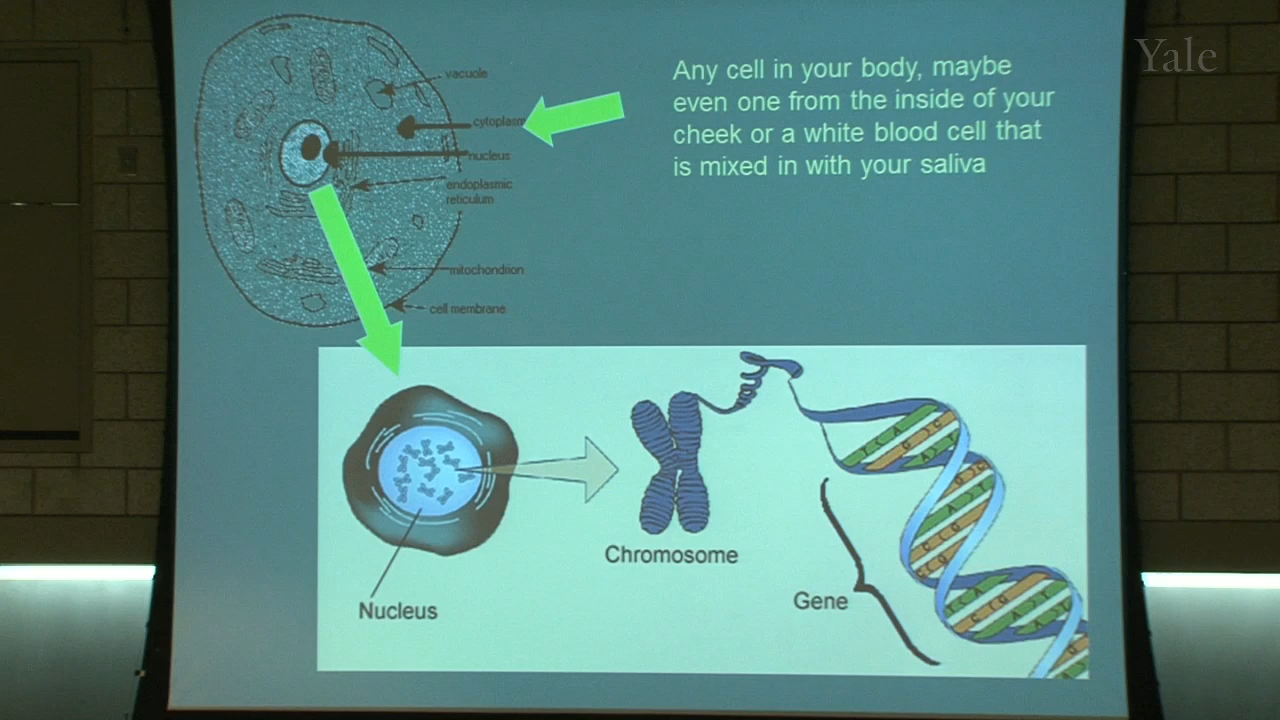 Yale
Any cell in your body, maybe
even one from the inside of your
cheek or a white blood cell that
is mixed in with your saliva
vacuole
cytoplasm
nucleus
endoplasmic
reticulum
mitochondrion
cell membrane
Nucleus
Chromosome
Gene